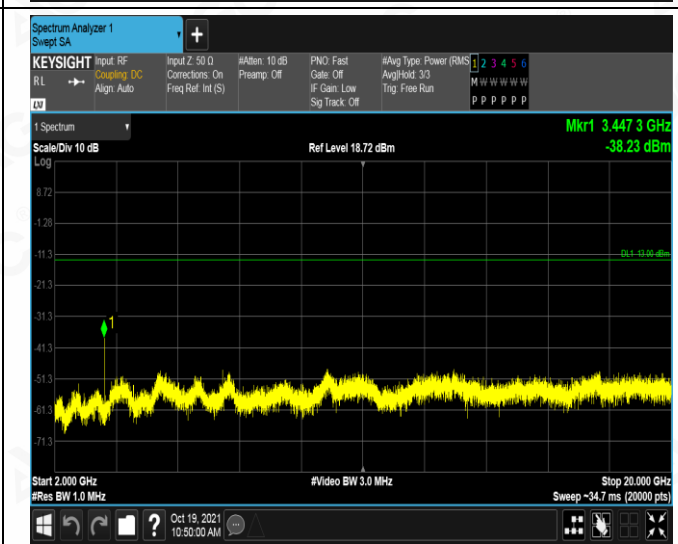 Spectrum Analyzer 1
Swept SA
+
KEYSIGHT
RL
LXI
Input: RF
Coupling: DC
Align: Auto
Input Z: 50 Ω
Corrections: On
Freq Ref: Int (S)
#Atten: 10 dB
Preamp: Off
PNO: Fast
Gate: Off
IF Gain: Low
Sig Track: Off
#Avg Type: Power (RMS
Avg|Hold: 3/3
Trig: Free Run
1 2 3 4 5 6
M W W W W W
P P P P P P
1 Spectrum
Mkr1 3.447 3 GHz
Scale/Div 10 dB
Ref Level 18.72 dBm
-38.23 dBm
Log
8.72
-1.28
-11.3
DL1 -13.00 dBm
-21.3
-31.3
1
-41.3
-51.3
-61.3
-71.3
Start 2.000 GHz
#Video BW 3.0 MHz
Stop 20.000 GHz
#Res BW 1.0 MHz
Sweep ~34.7 ms (20000 pts)
?
Oct 19, 2021
10:50:00 AM